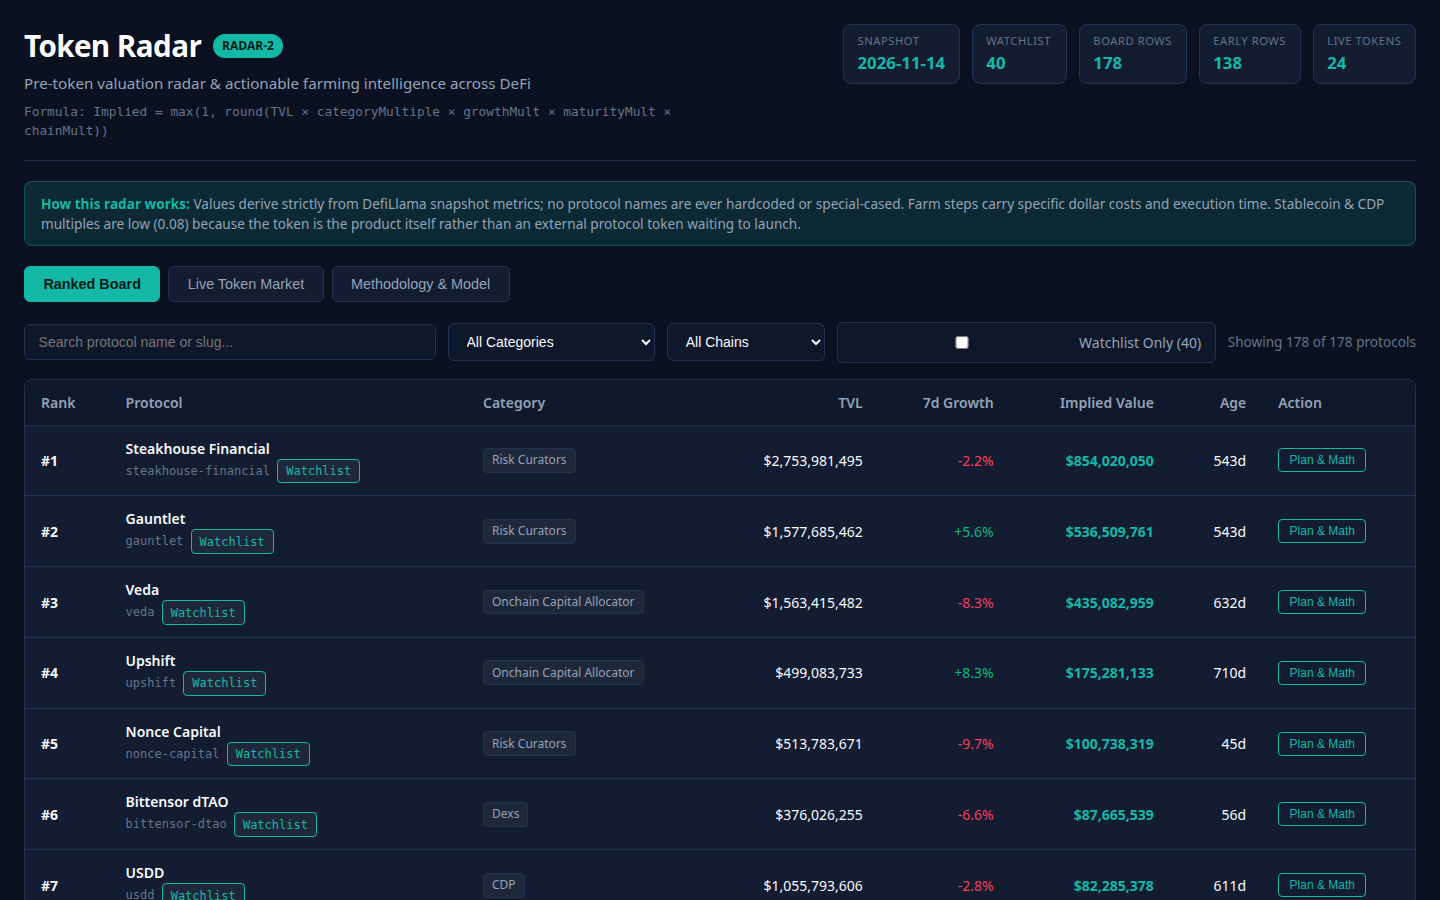 Token Radar RADAR-2
Pre-token valuation radar & actionable farming intelligence across DeFi
Formula: Implied = max(1, round(TVL × categoryMultiple × growthMult × maturityMult ×
chainMult))
SNAPSHOT
2026-11-14
WATCHLIST
40
BOARD ROWS
178
EARLY ROWS
138
LIVE TOKENS
24
How this radar works: Values derive strictly from DefiLlama snapshot metrics; no protocol names are ever hardcoded or special-cased. Farm steps carry specific dollar costs and execution time. Stablecoin & CDP
multiples are low (0.08) because the token is the product itself rather than an external protocol token waiting to launch.
Ranked Board
Live Token Market
Methodology & Model
Search protocol name or slug...
All Categories
All Chains
Watchlist Only (40)
Showing 178 of 178 protocols
Rank Protocol Category TVL 7d Growth Implied Value Age Action
#1 Steakhouse Financial Risk Curators $2,753,981,495 -2.2% $854,020,050 543d Plan & Math
steakhouse-financial Watchlist
#2 Gauntlet Risk Curators $1,577,685,462 +5.6% $536,509,761 543d Plan & Math
gauntlet Watchlist
#3 Veda Onchain Capital Allocator $1,563,415,482 -8.3% $435,082,959 632d Plan & Math
veda Watchlist
#4 Upshift Onchain Capital Allocator $499,083,733 +8.3% $175,281,133 710d Plan & Math
upshift Watchlist
#5 Nonce Capital Risk Curators $513,783,671 -9.7% $100,738,319 45d Plan & Math
nonce-capital Watchlist
#6 Bittensor dTAO Dexs $376,026,255 -6.6% $87,665,539 56d Plan & Math
bittensor-dtao Watchlist
#7 USDD CDP $1,055,793,606 -2.8% $82,285,378 611d Plan & Math
usdd Watchlist